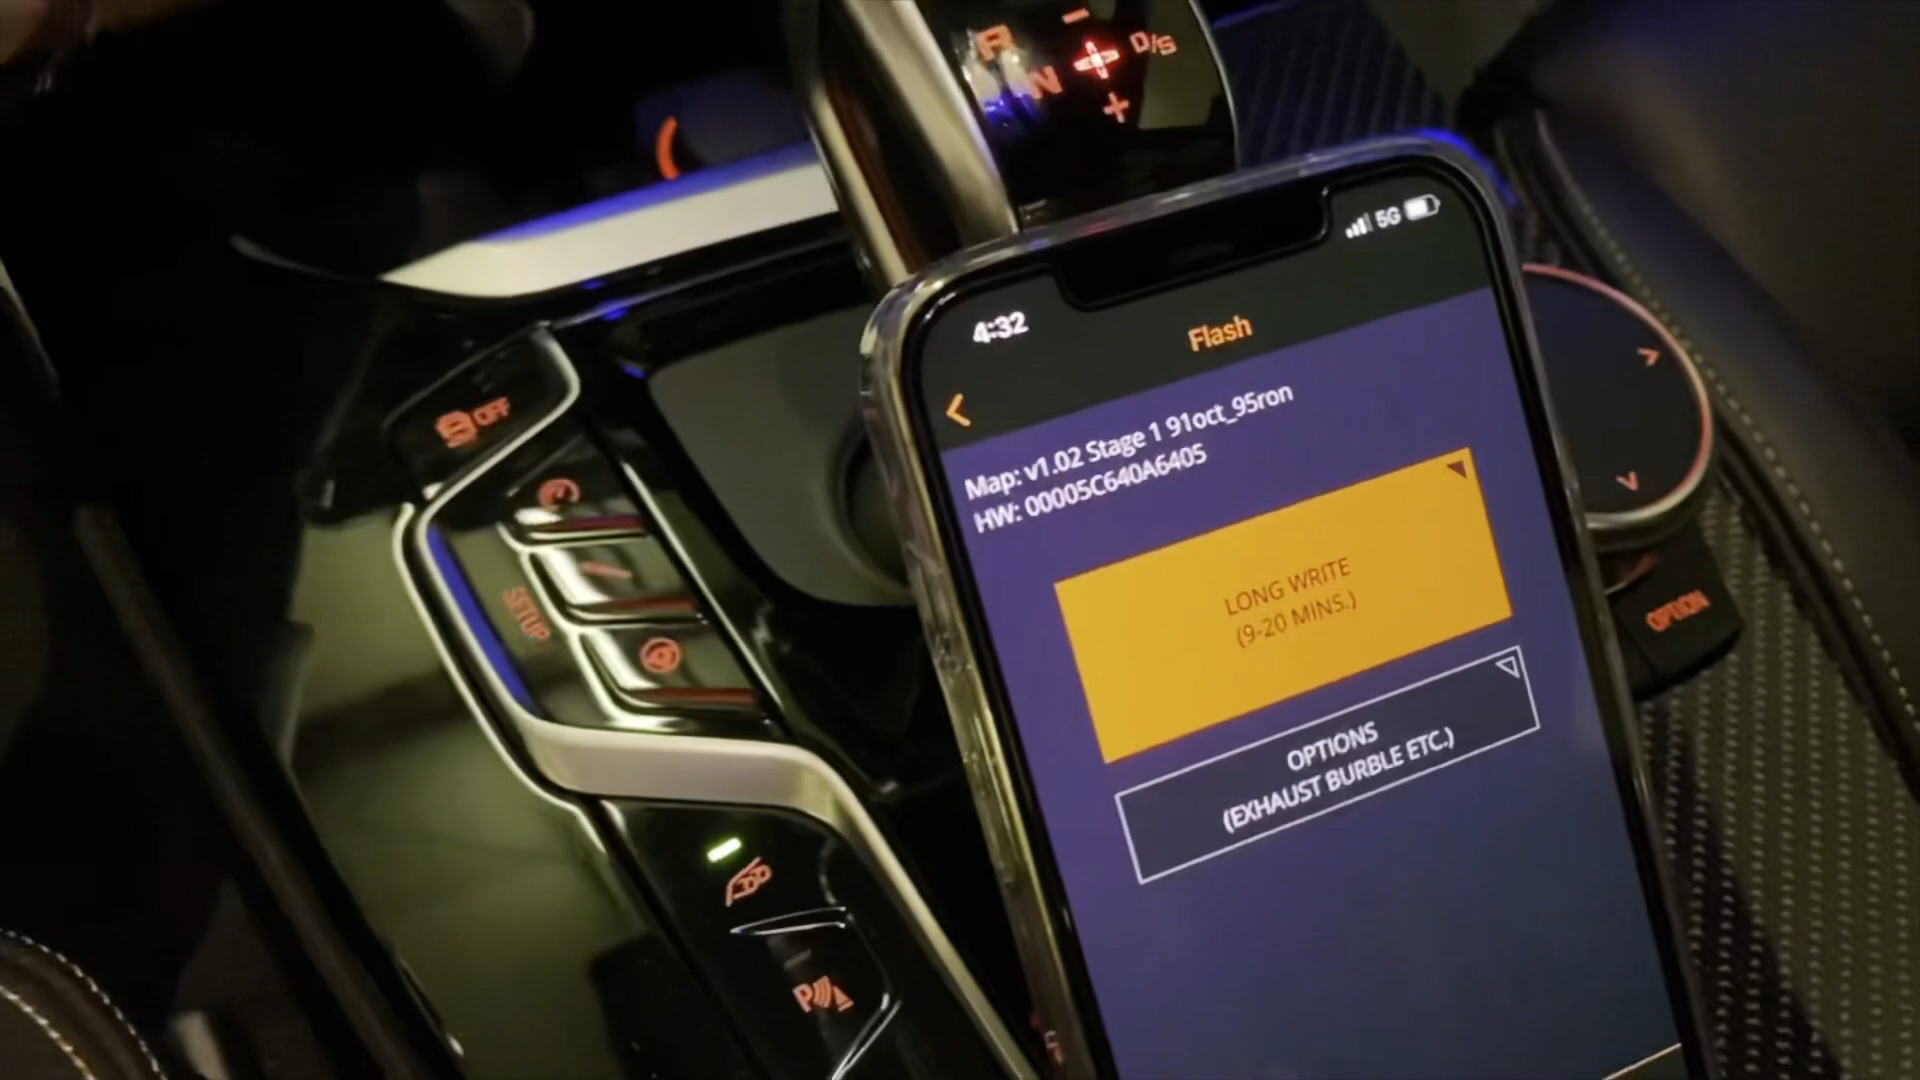 R
N
D/S
5G
4:32
Flash
Map: v1.02 Stage 1 91oct_95ron
HW: 00005C640A6405
OFF
LONG WRITE
(9-20 MINS.)
SETUP
OPTION
OPTIONS
(EXHAUST BURBLE ETC.)
P